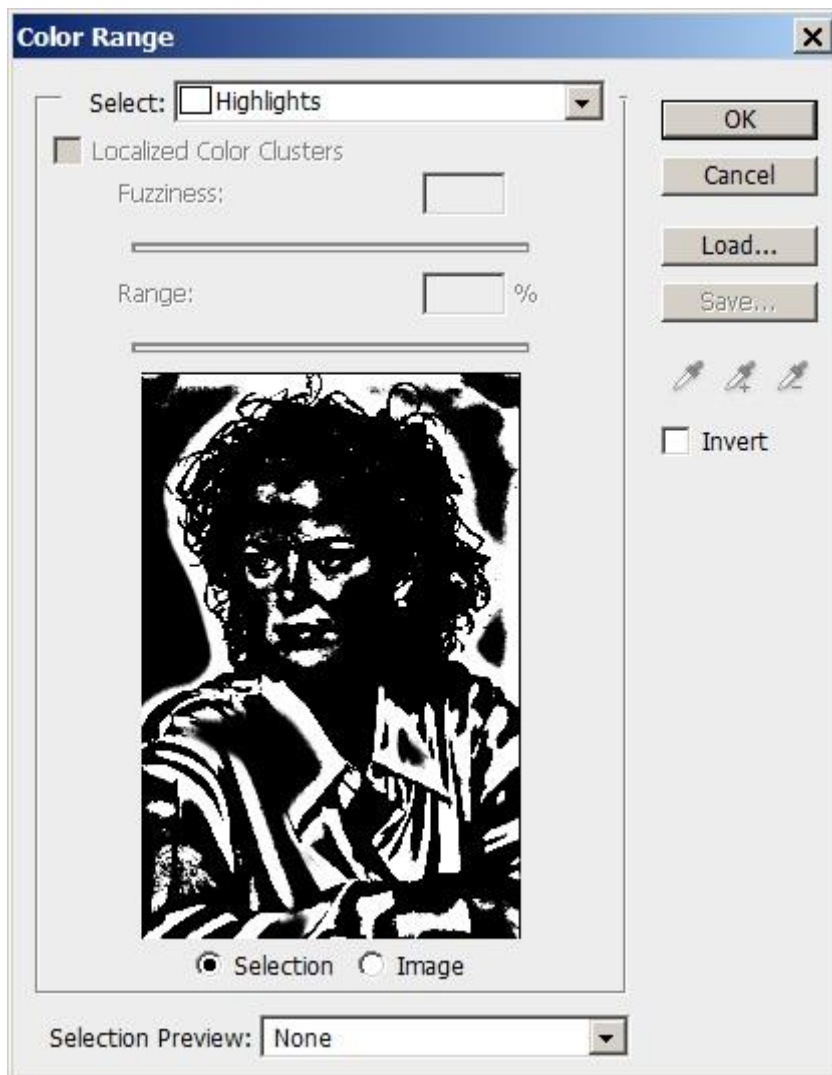 Color Range
Select: Highlights
OK
Localized Color Clusters
Cancel
Fuzziness:
Load...
Range: %
Save...
Invert
Selection Image
Selection Preview: None